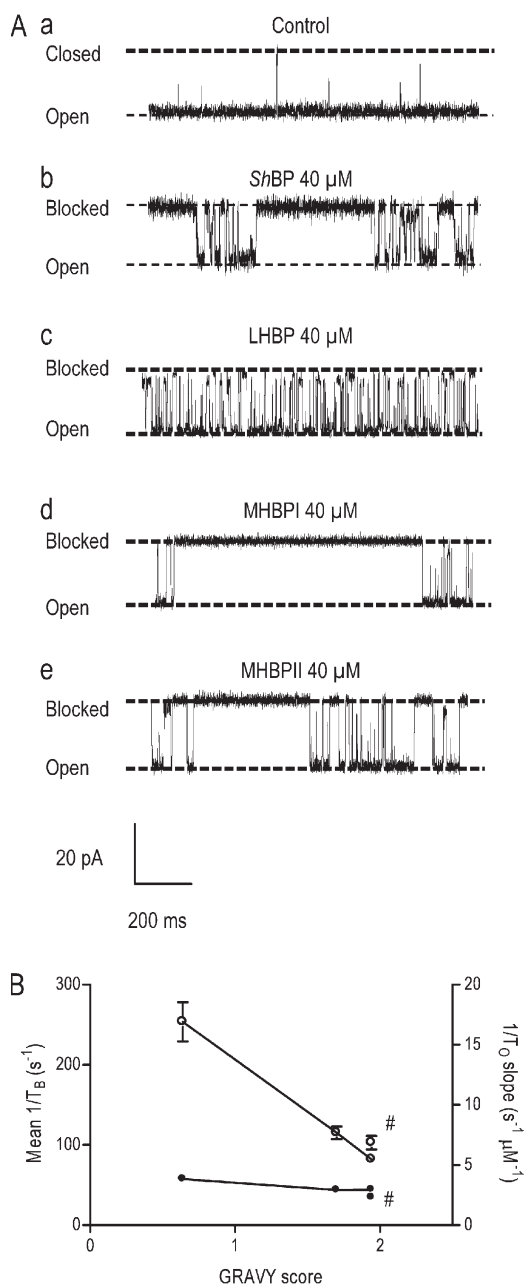 A
a
Control
Closed
Open
b
ShBP 40 µM
Blocked
Open
c
LHBP 40 µM
Blocked
Open
d
MHBPI 40 µM
Blocked
Open
e
MHBPII 40 µM
Blocked
Open
20 pA
200 ms
B
300
200
100
0
Mean 1/TB (s-1)
20
15
10
5
0
1/TO slope (s-1 µM-1)
#
#
0
1
2
GRAVY score